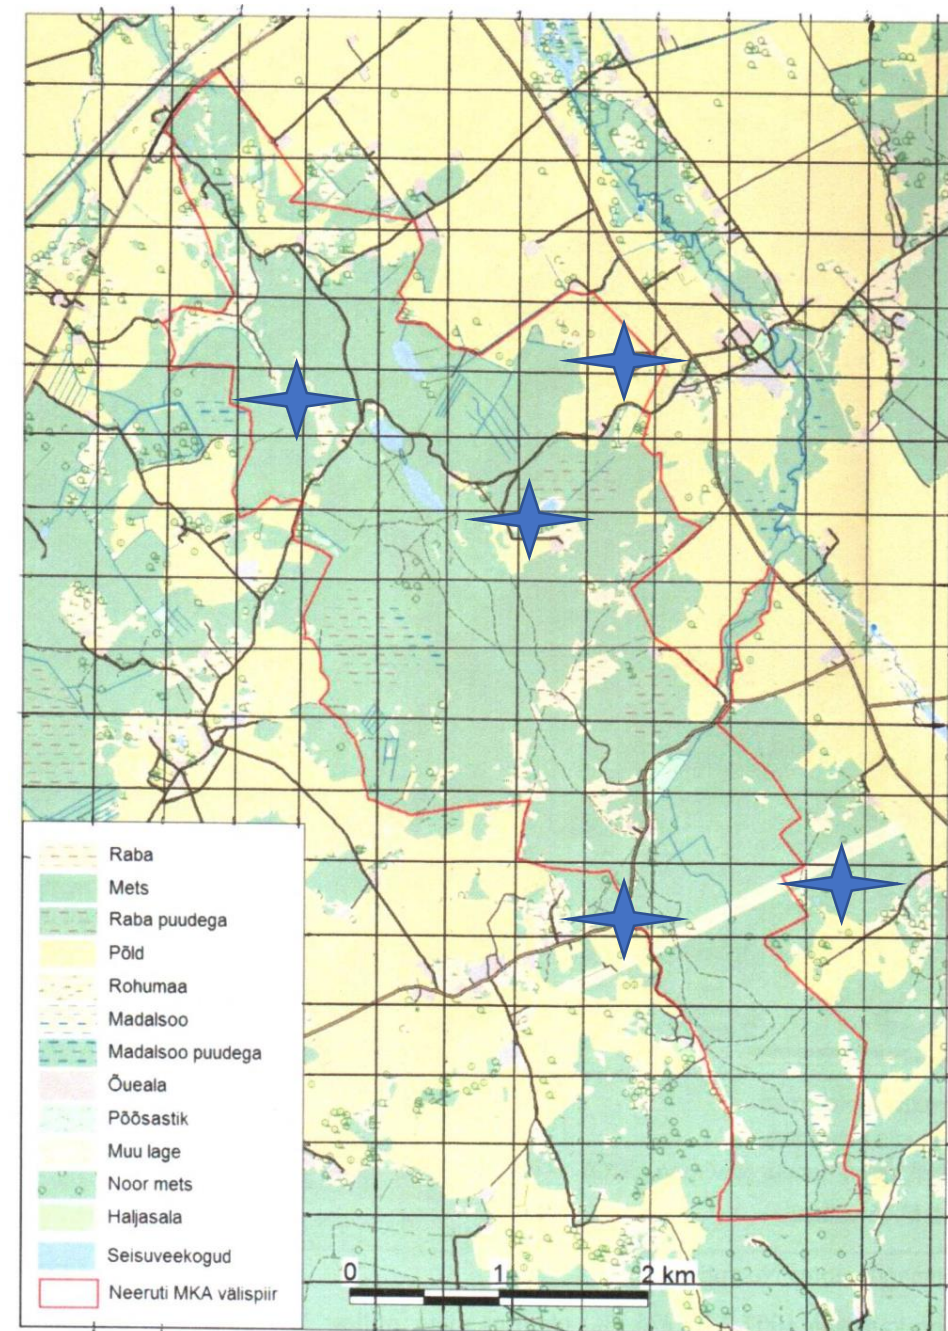 Raba
Mets
Raba puudega
Põld
Rohumaa
Madalsoo
Madalsoo puudega
Õueala
Põõsastik
Muu lage
Noor mets
Haljasala
Seisuveekogud
Neeruti MKA välispiir
0 1 2 km